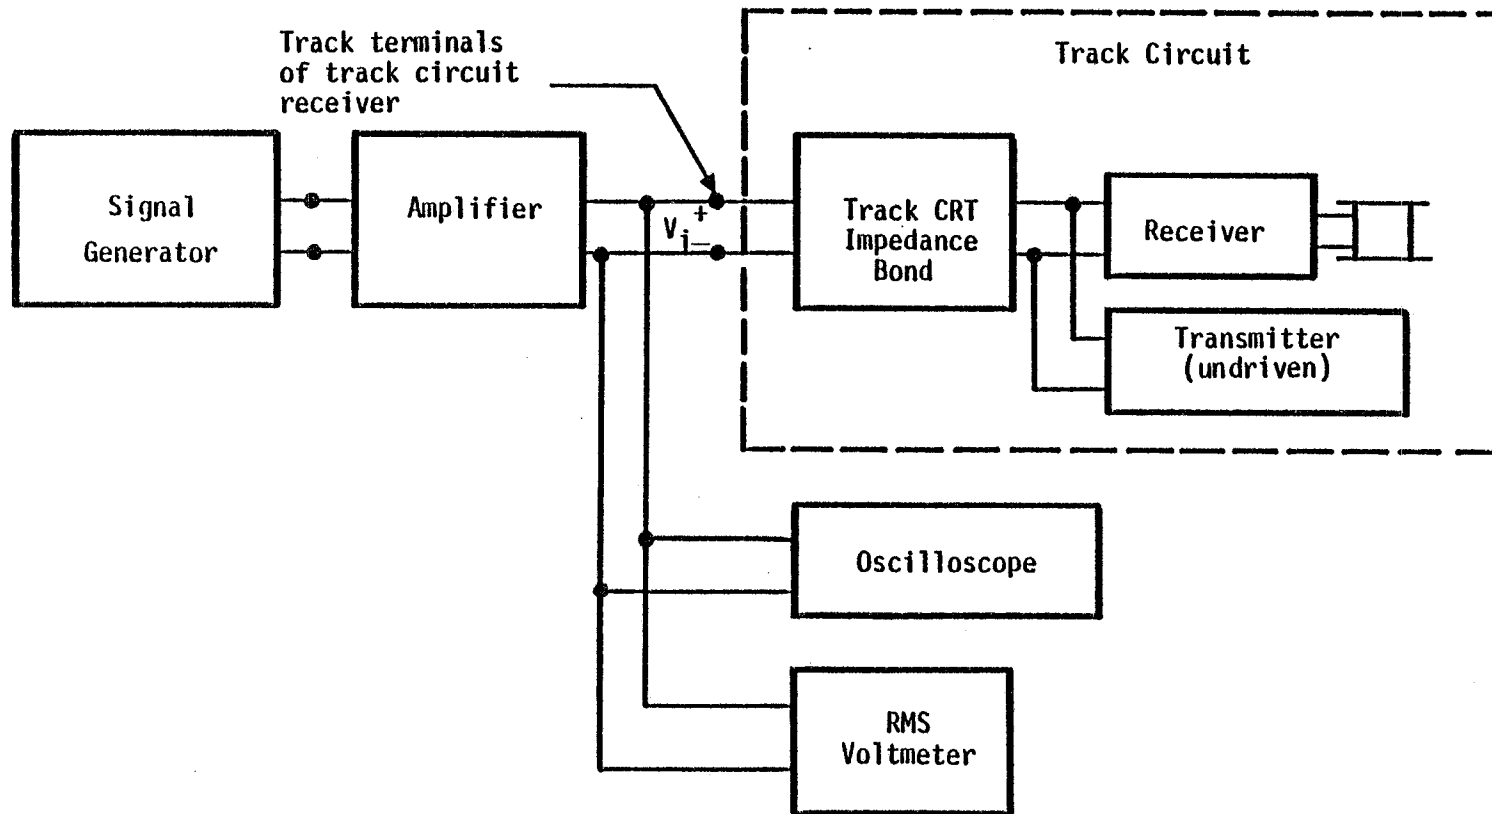 Track terminals
of track circuit
receiver
Track Circuit
Signal
Generator
Amplifier
+
Vi
−
Track CRT
Impedance
Bond
Receiver
Transmitter
(undriven)
Oscilloscope
RMS
Voltmeter